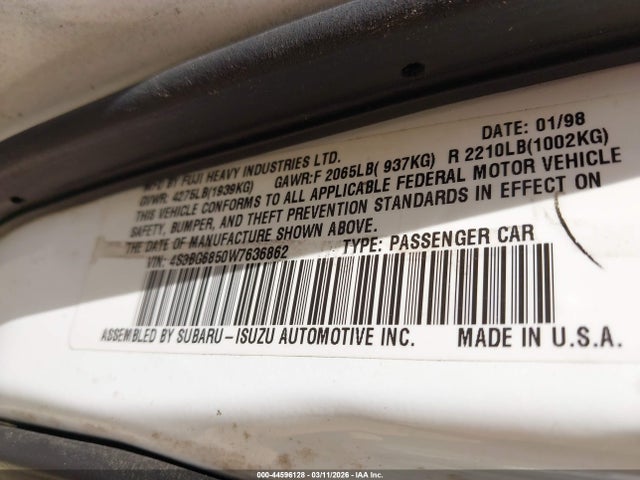 MFD BY FUJI HEAVY INDUSTRIES LTD. DATE: 01/98
GVWR: 4275LB(1939KG) GAWR:F 2065LB( 937KG) R 2210LB(1002KG)
THIS VEHICLE CONFORMS TO ALL APPLICABLE FEDERAL MOTOR VEHICLE
SAFETY, BUMPER, AND THEFT PREVENTION STANDARDS IN EFFECT ON
THE DATE OF MANUFACTURE SHOWN ABOVE.
VIN: 4S3BG6850W7636862 TYPE: PASSENGER CAR
ASSEMBLED BY SUBARU-ISUZU AUTOMOTIVE INC. MADE IN U.S.A.
000-44596128 - 03/11/2026 - © IAA Inc.